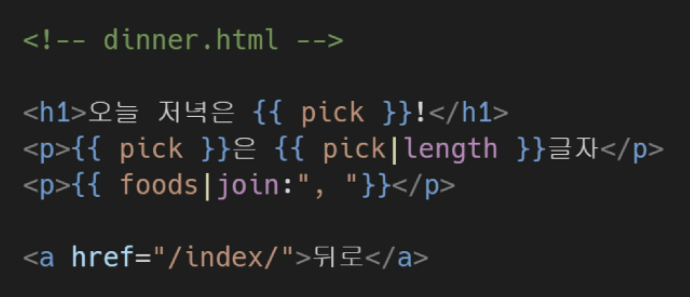 <!-- dinner.html -->
<h1>오늘 저녁은 {{ pick }}!</h1>
<p>{{ pick }}은 {{ pick|length }}글자</p>
<p>{{ foods|join:", "}}</p>
<a href="/index/">뒤로</a>